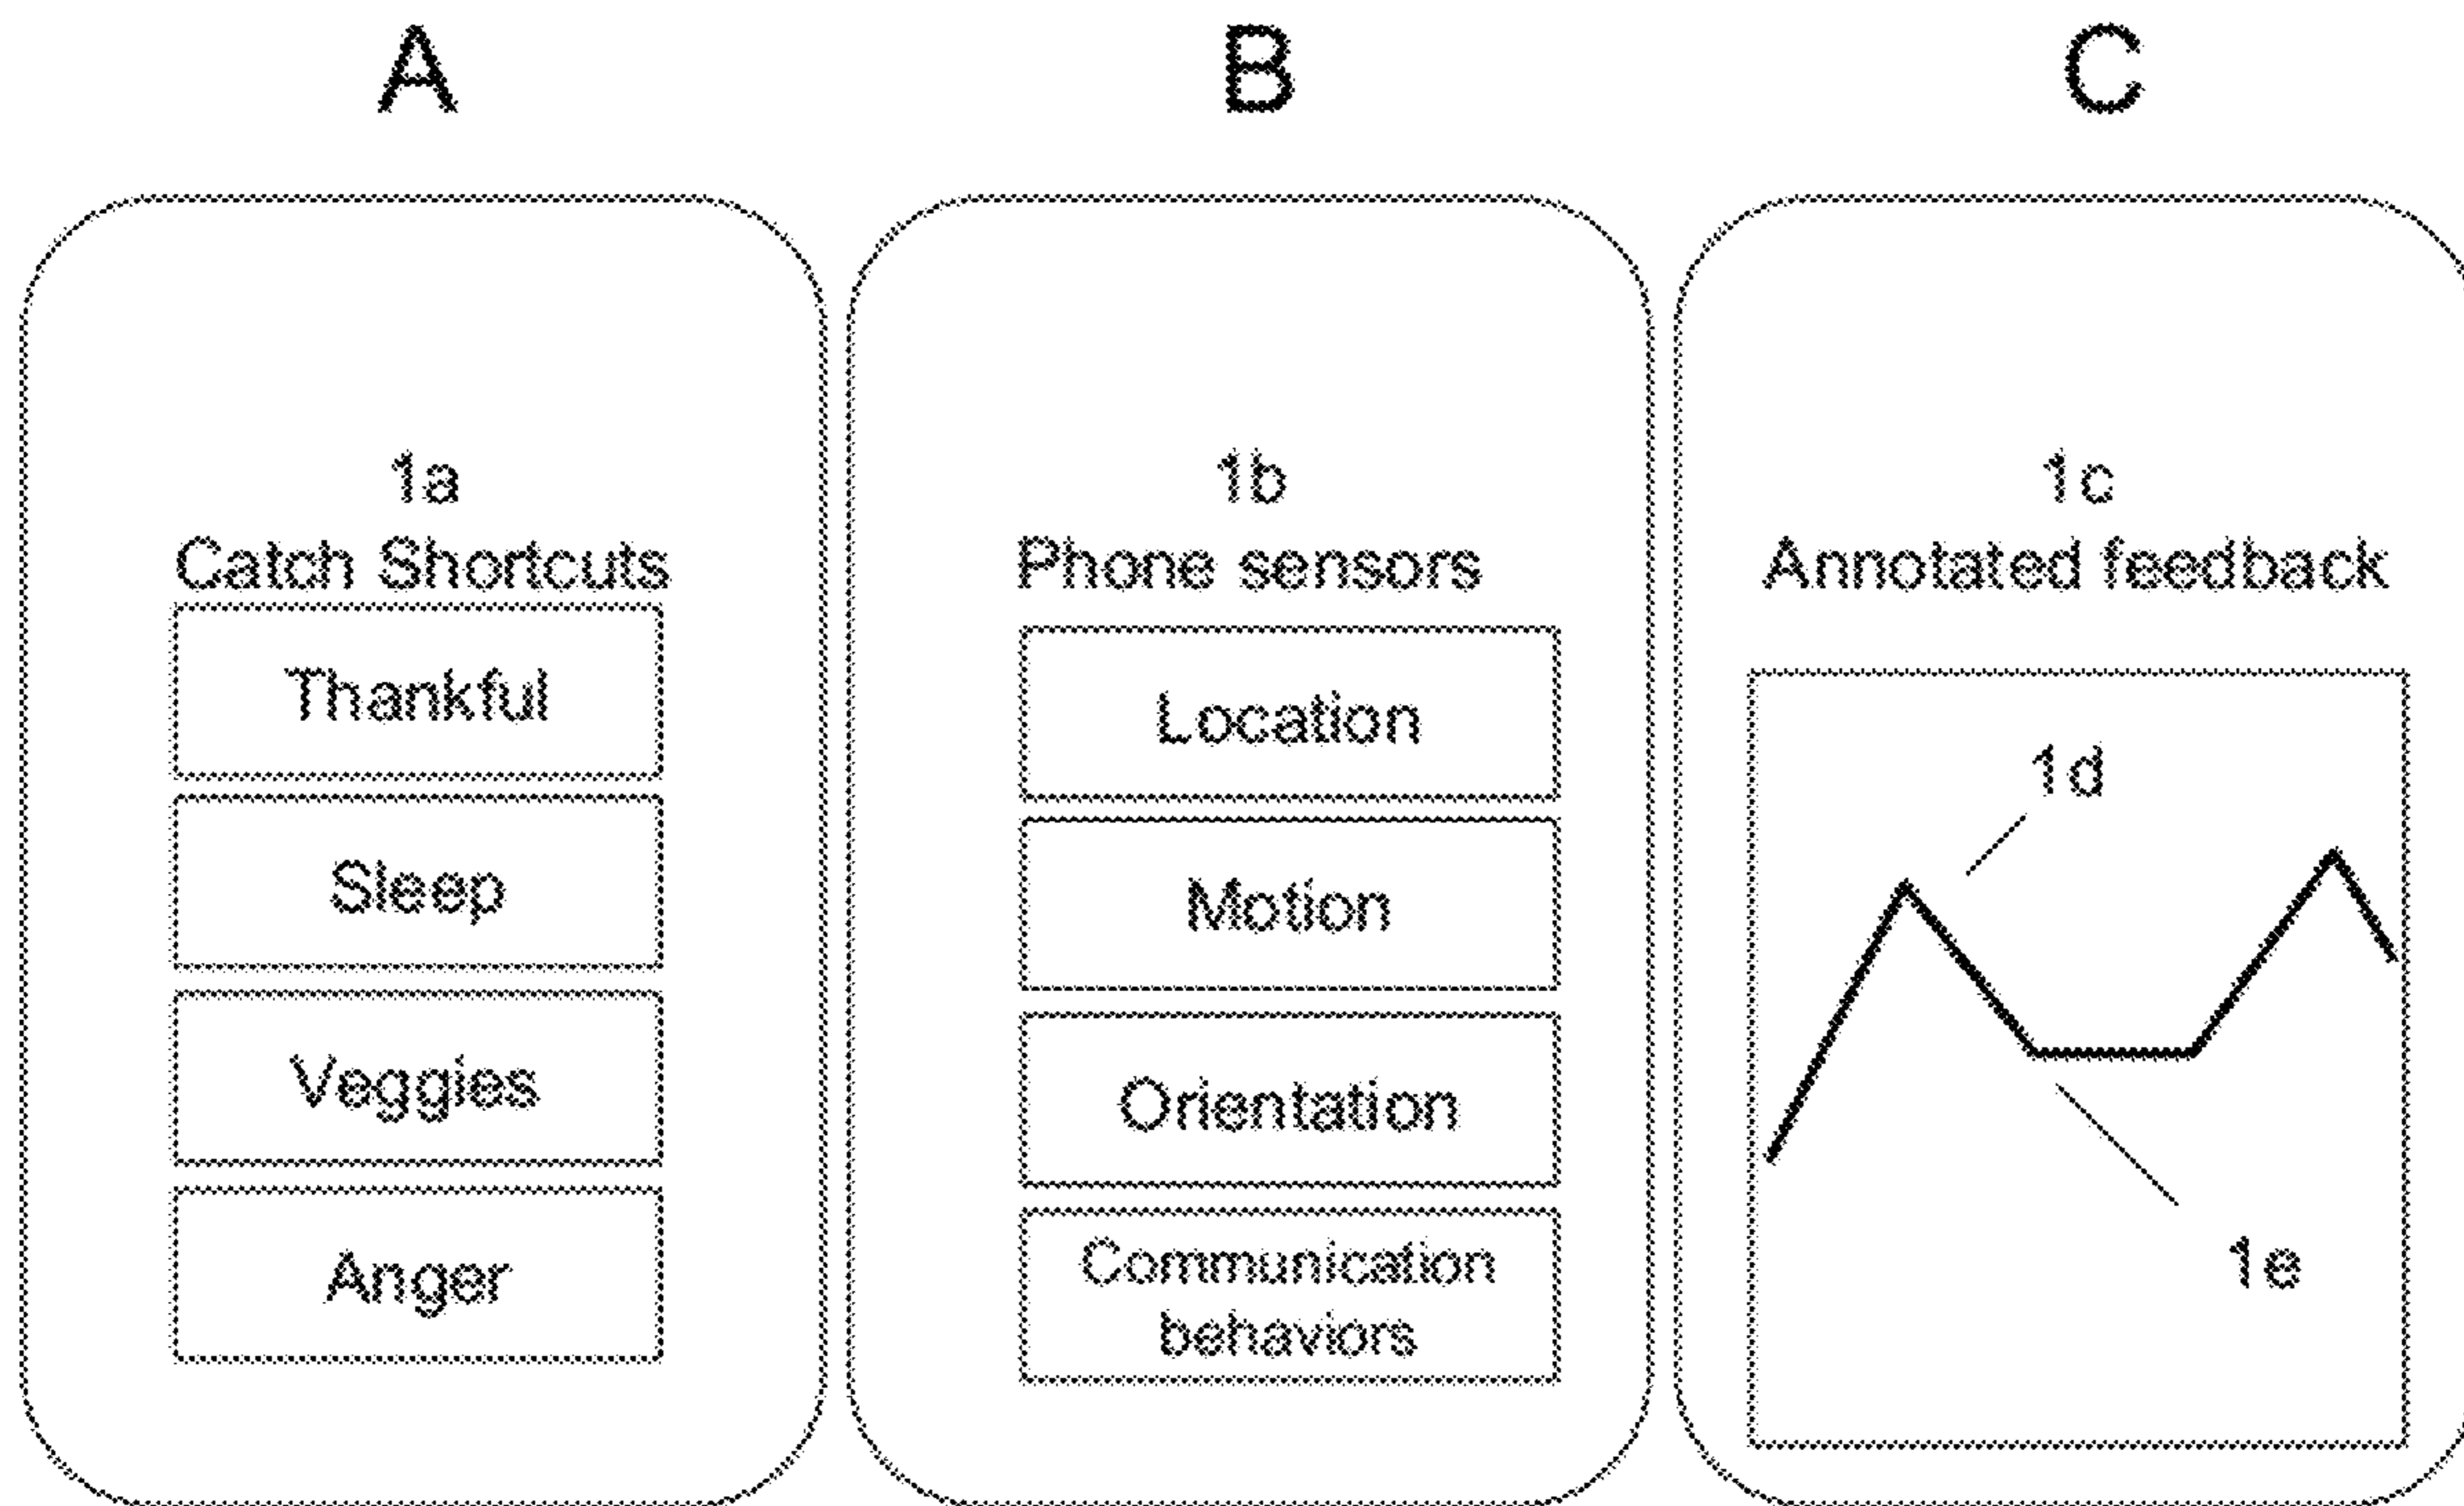 A
B
C
1a
Catch Shortcuts
Thankful
Sleep
Veggies
Anger
1b
Phone sensors
Location
Motion
Orientation
Communication
behaviors
1c
Annotated feedback
1d
1e